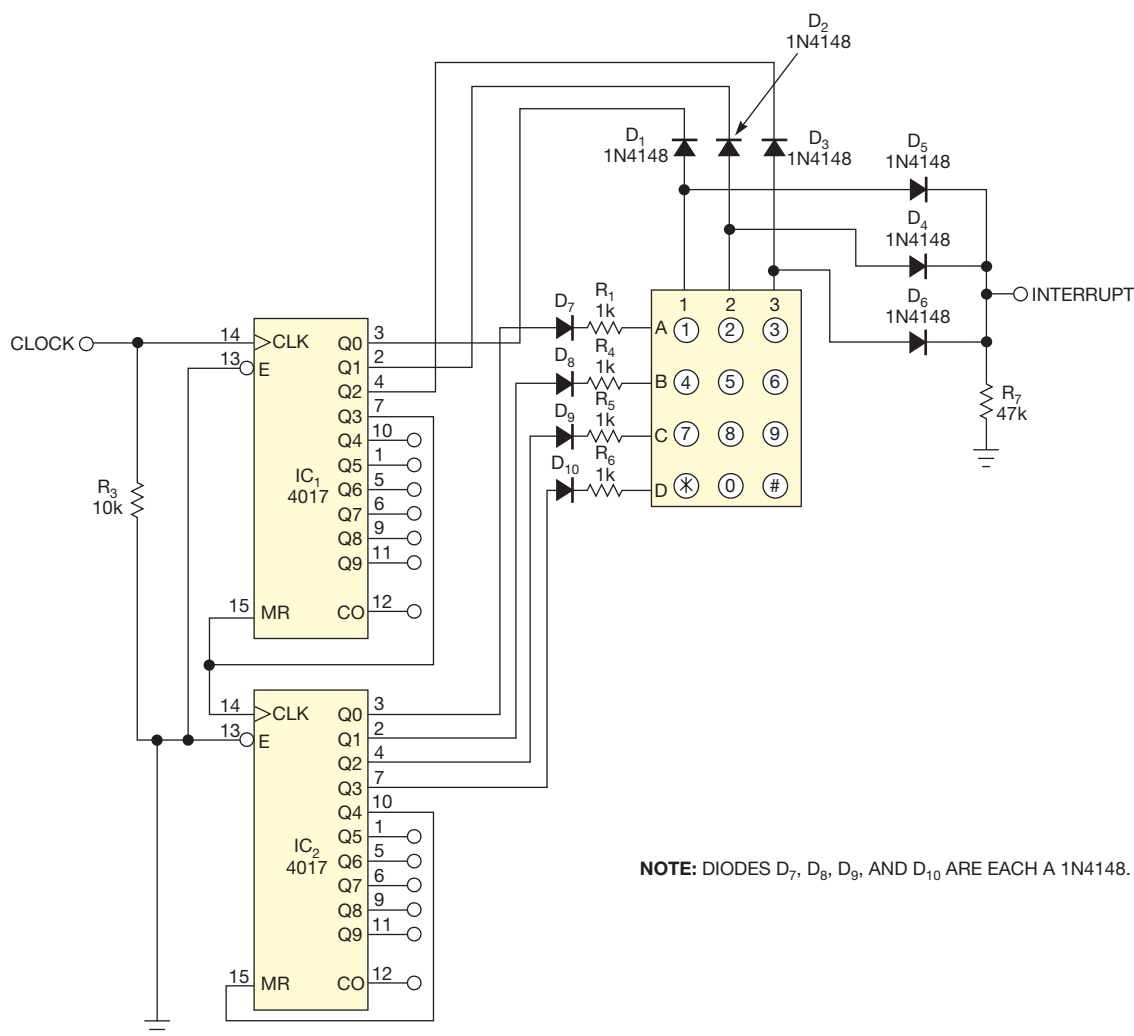 D2
1N4148
D1
1N4148
D3
1N4148
D5
1N4148
D4
1N4148
D6
1N4148
INTERRUPT
R7
47k
D7
R1
1k
D8
R4
1k
D9
R5
1k
D10
R6
1k
1 2 3
A 1 2 3
B 4 5 6
C 7 8 9
D * 0 #
CLOCK
14 CLK Q0 3
13 E Q1 2
Q2 4
Q3 7
Q4 10
Q5 1
Q6 5
Q7 6
Q8 9
Q9 11
IC1
4017
15 MR CO 12
R3
10k
14 CLK Q0 3
13 E Q1 2
Q2 4
Q3 7
Q4 10
Q5 1
Q6 5
Q7 6
Q8 9
Q9 11
IC2
4017
15 MR CO 12
NOTE: DIODES D7, D8, D9, AND D10 ARE EACH A 1N4148.